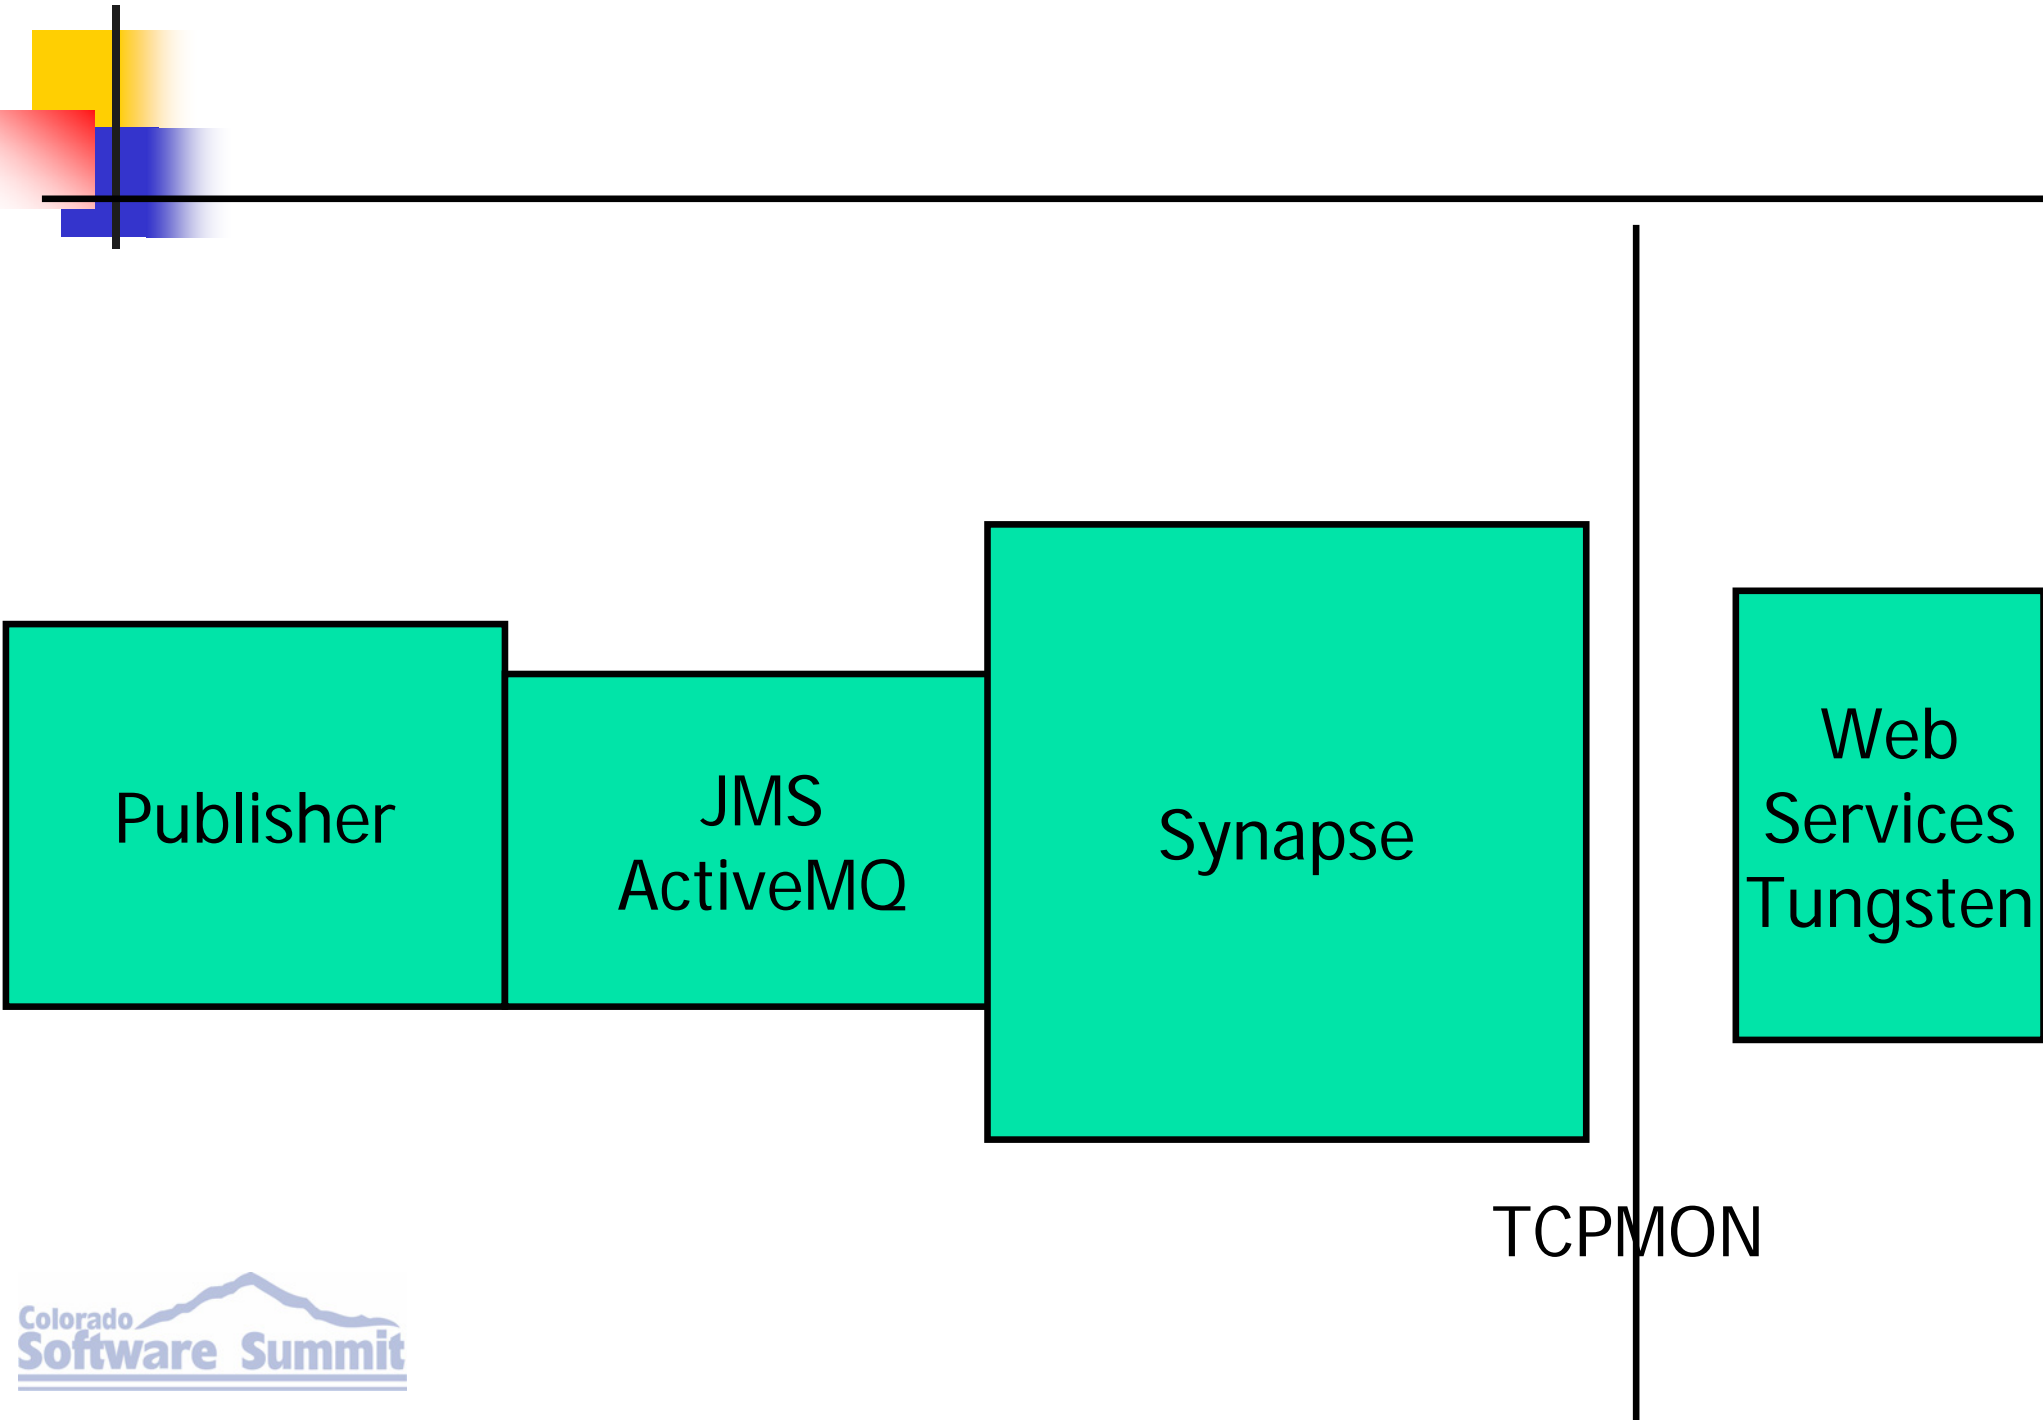 Publisher
JMS
ActiveMQ
Synapse
Web
Services
Tungsten
TCPMON
Colorado
Software Summit